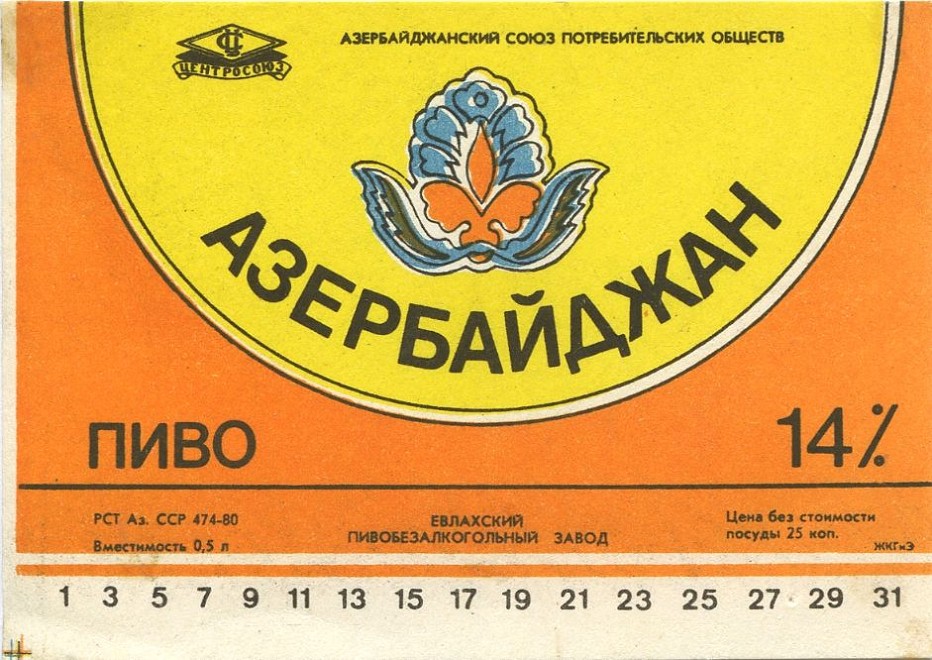 ЦЕНТРОСОЮЗ
АЗЕРБАЙДЖАНСКИЙ СОЮЗ ПОТРЕБИТЕЛЬСКИХ ОБЩЕСТВ
АЗЕРБАЙДЖАН
ПИВО
14%
РСТ Аз. ССР 474-80
Вместимость 0,5 л
ЕВЛАХСКИЙ
ПИВОБЕЗАЛКОГОЛЬНЫЙ ЗАВОД
Цена без стоимости
посуды 25 коп.
ЖКГиЭ
1 3 5 7 9 11 13 15 17 19 21 23 25 27 29 31